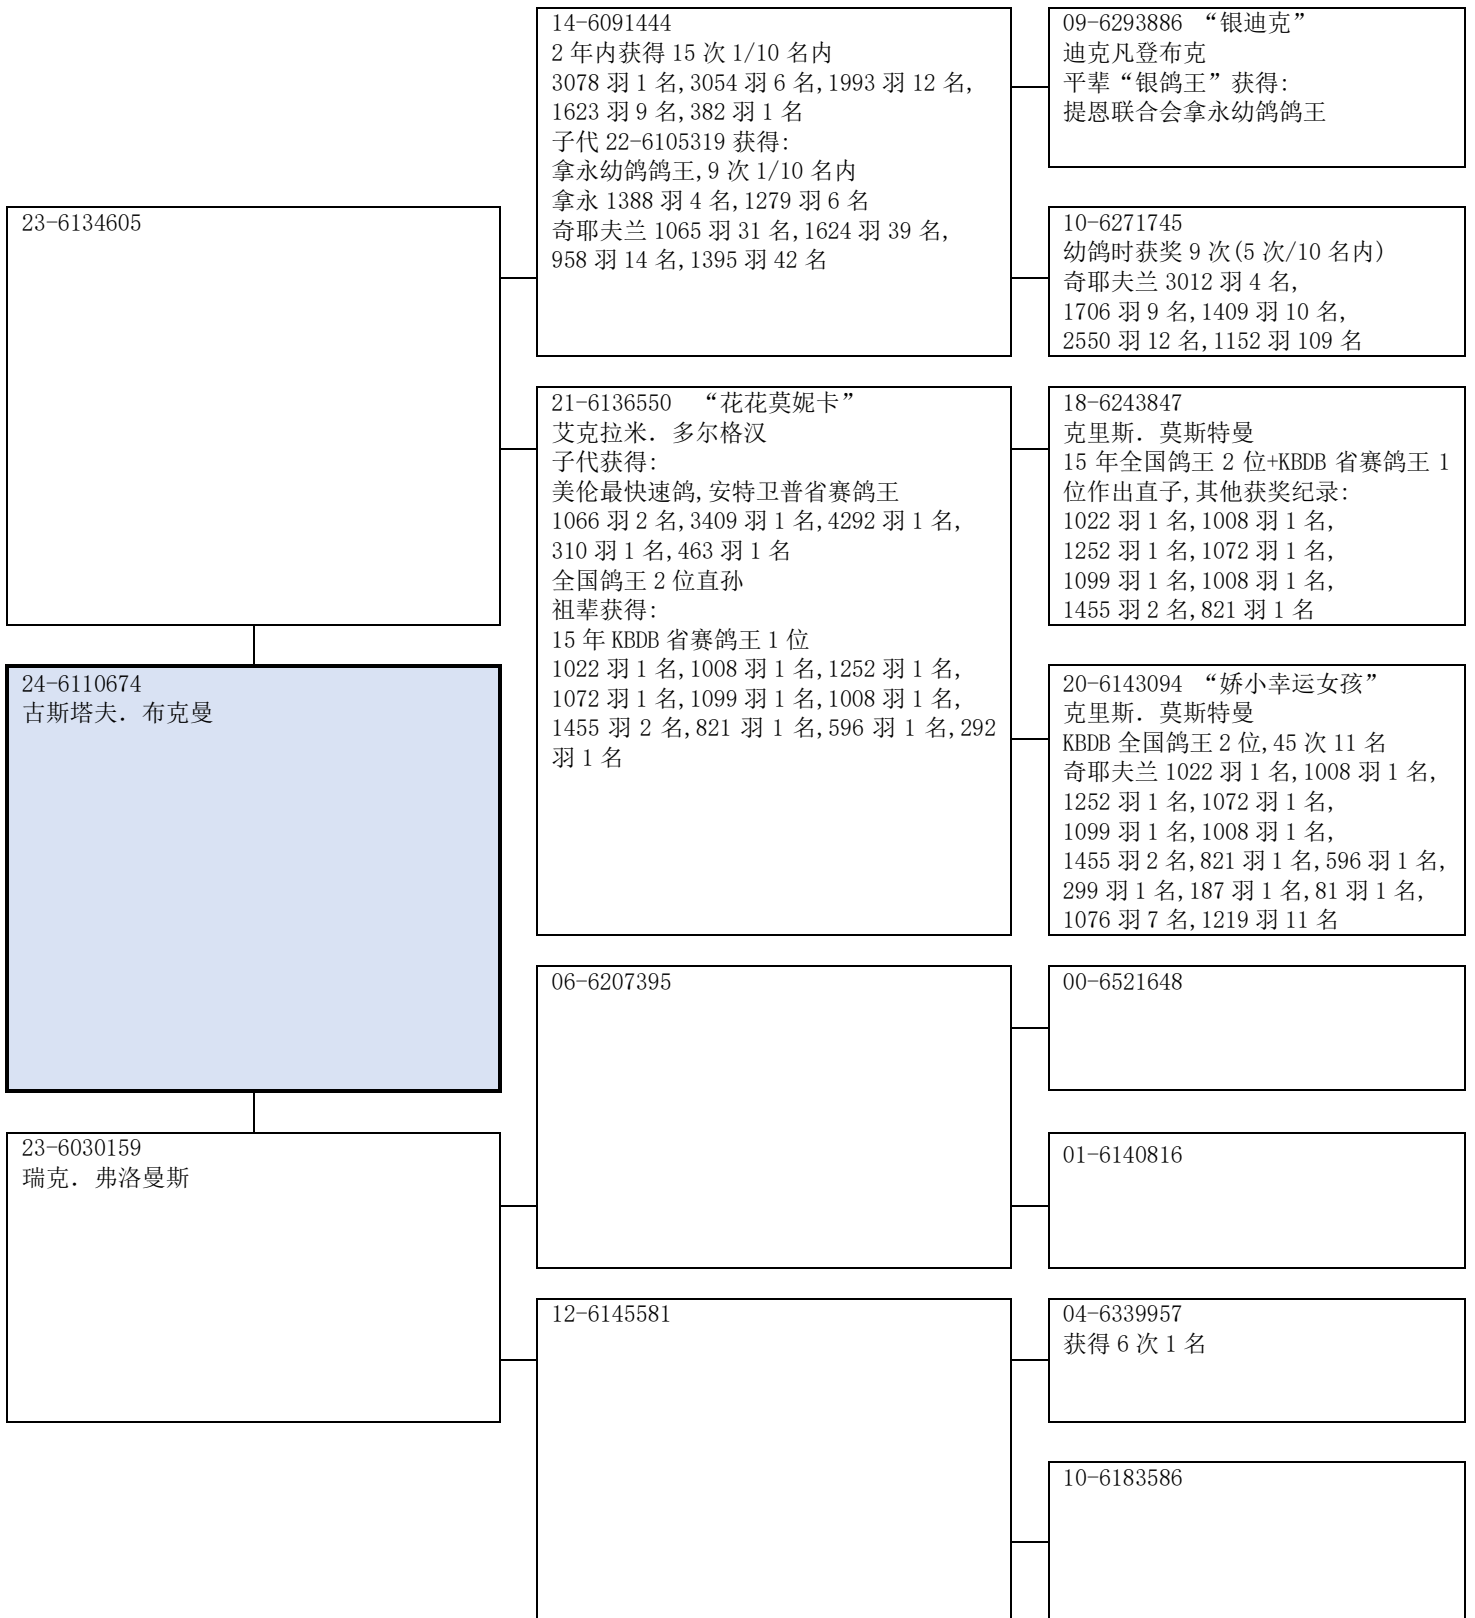 23-6134605
24-6110674
古斯塔夫．布克曼
23-6030159
瑞克．弗洛曼斯
14-6091444
2 年内获得 15 次 1/10 名内
3078 羽 1 名,3054 羽 6 名,1993 羽 12 名,
1623 羽 9 名,382 羽 1 名
子代 22-6105319 获得:
拿永幼鸽鸽王,9 次 1/10 名内
拿永 1388 羽 4 名,1279 羽 6 名
奇耶夫兰 1065 羽 31 名,1624 羽 39 名,
958 羽 14 名,1395 羽 42 名
21-6136550 “花花莫妮卡”
艾克拉米．多尔格汉
子代获得:
美伦最快速鸽,安特卫普省赛鸽王
1066 羽 2 名,3409 羽 1 名,4292 羽 1 名,
310 羽 1 名,463 羽 1 名
全国鸽王 2 位直孙
祖辈获得:
15 年 KBDB 省赛鸽王 1 位
1022 羽 1 名,1008 羽 1 名,1252 羽 1 名,
1072 羽 1 名,1099 羽 1 名,1008 羽 1 名,
1455 羽 2 名,821 羽 1 名,596 羽 1 名,292
羽 1 名
06-6207395
12-6145581
09-6293886 “银迪克”
迪克凡登布克
平辈“银鸽王”获得:
提恩联合会拿永幼鸽鸽王
10-6271745
幼鸽时获奖 9 次(5 次/10 名内)
奇耶夫兰 3012 羽 4 名,
1706 羽 9 名,1409 羽 10 名,
2550 羽 12 名,1152 羽 109 名
18-6243847
克里斯．莫斯特曼
15 年全国鸽王 2 位+KBDB 省赛鸽王 1
位作出直子,其他获奖纪录:
1022 羽 1 名,1008 羽 1 名,
1252 羽 1 名,1072 羽 1 名,
1099 羽 1 名,1008 羽 1 名,
1455 羽 2 名,821 羽 1 名
20-6143094 “娇小幸运女孩”
克里斯．莫斯特曼
KBDB 全国鸽王 2 位,45 次 11 名
奇耶夫兰 1022 羽 1 名,1008 羽 1 名,
1252 羽 1 名,1072 羽 1 名,
1099 羽 1 名,1008 羽 1 名,
1455 羽 2 名,821 羽 1 名,596 羽 1 名,
299 羽 1 名,187 羽 1 名,81 羽 1 名,
1076 羽 7 名,1219 羽 11 名
00-6521648
01-6140816
04-6339957
获得 6 次 1 名
10-6183586